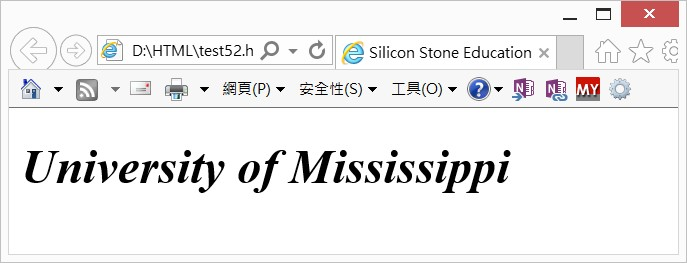 D:\HTML\test52.h
Silicon Stone Education
網頁(P) 安全性(S) 工具(O) ? N N MY
University of Mississippi